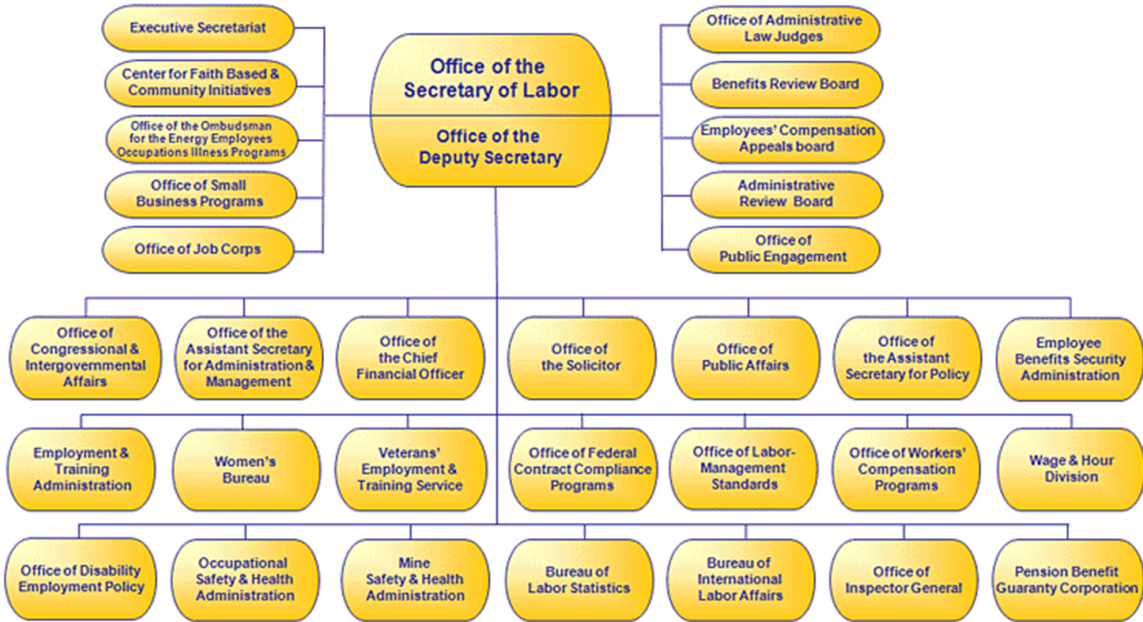 Executive Secretariat
Center for Faith Based &
Community Initiatives
Office of the Ombudsman
for the Energy Employees
Occupations Illness Programs
Office of Small
Business Programs
Office of Job Corps
Office of the
Secretary of Labor
Office of the
Deputy Secretary
Office of Administrative
Law Judges
Benefits Review Board
Employees' Compensation
Appeals board
Administrative
Review Board
Office of
Public Engagement
Office of
Congressional &
Intergovernmental
Affairs
Office of the
Assistant Secretary
for Administration &
Management
Office of
the Chief
Financial Officer
Office of
the Solicitor
Office of
Public Affairs
Office of
the Assistant
Secretary for Policy
Employee
Benefits Security
Administration
Employment &
Training
Administration
Women's
Bureau
Veterans'
Employment &
Training Service
Office of Federal
Contract Compliance
Programs
Office of Labor-
Management
Standards
Office of Workers'
Compensation
Programs
Wage & Hour
Division
Office of Disability
Employment Policy
Occupational
Safety & Health
Administration
Mine
Safety & Health
Administration
Bureau of
Labor Statistics
Bureau of
International
Labor Affairs
Office of
Inspector General
Pension Benefit
Guaranty Corporation